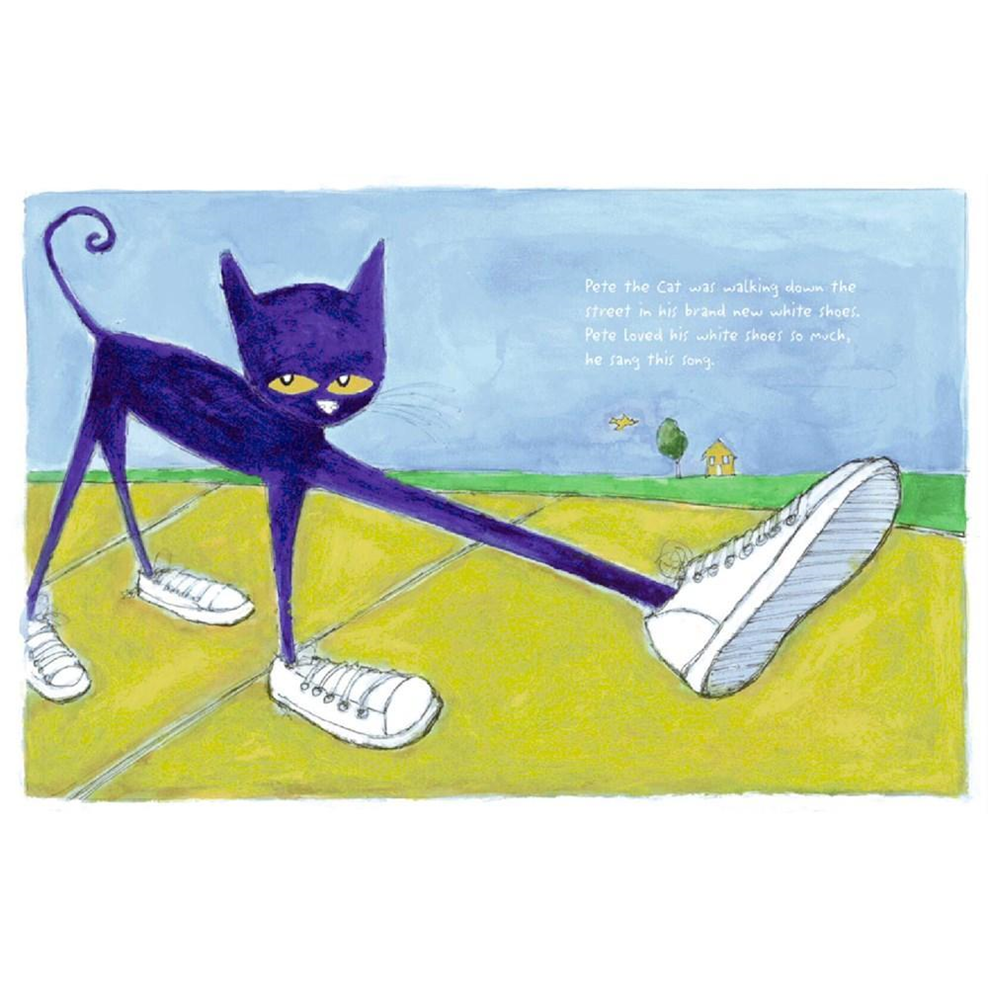 Pete the Cat was walking down the
street in his brand new white shoes.
Pete loved his white shoes so much,
he sang this song.